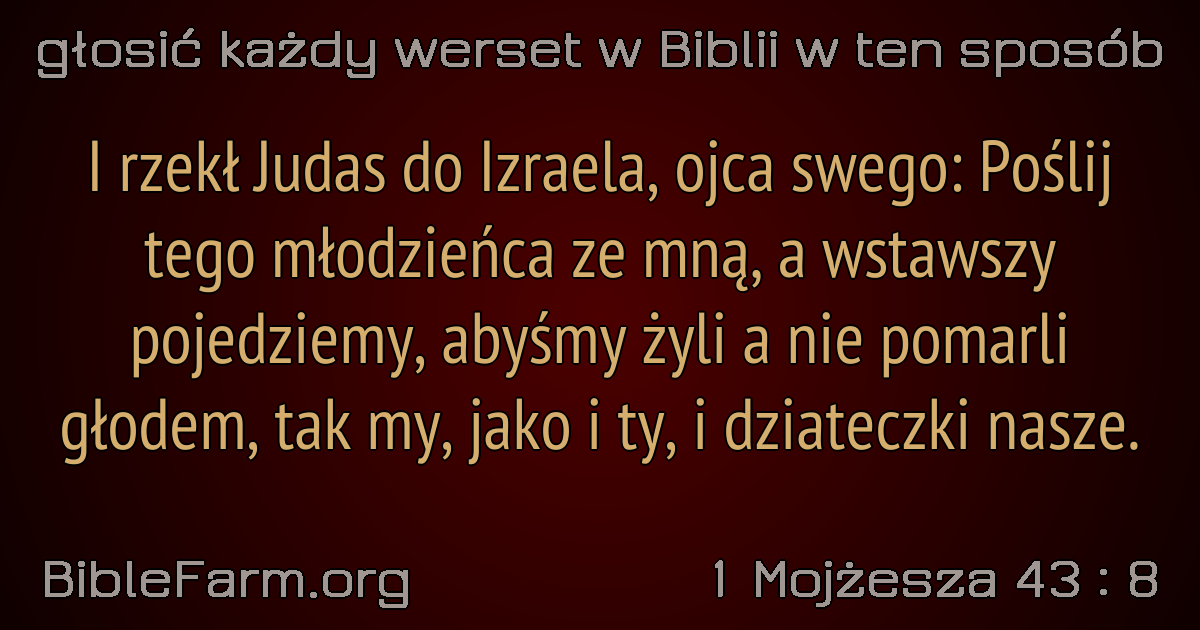 głosić każdy werset w Biblii w ten sposób
I rzekł Judas do Izraela, ojca swego: Poślij
tego młodzieńca ze mną, a wstawszy
pojedziemy, abyśmy żyli a nie pomarli
głodem, tak my, jako i ty, i dziateczki nasze.
BibleFarm.org
1 Mojżesza 43 : 8